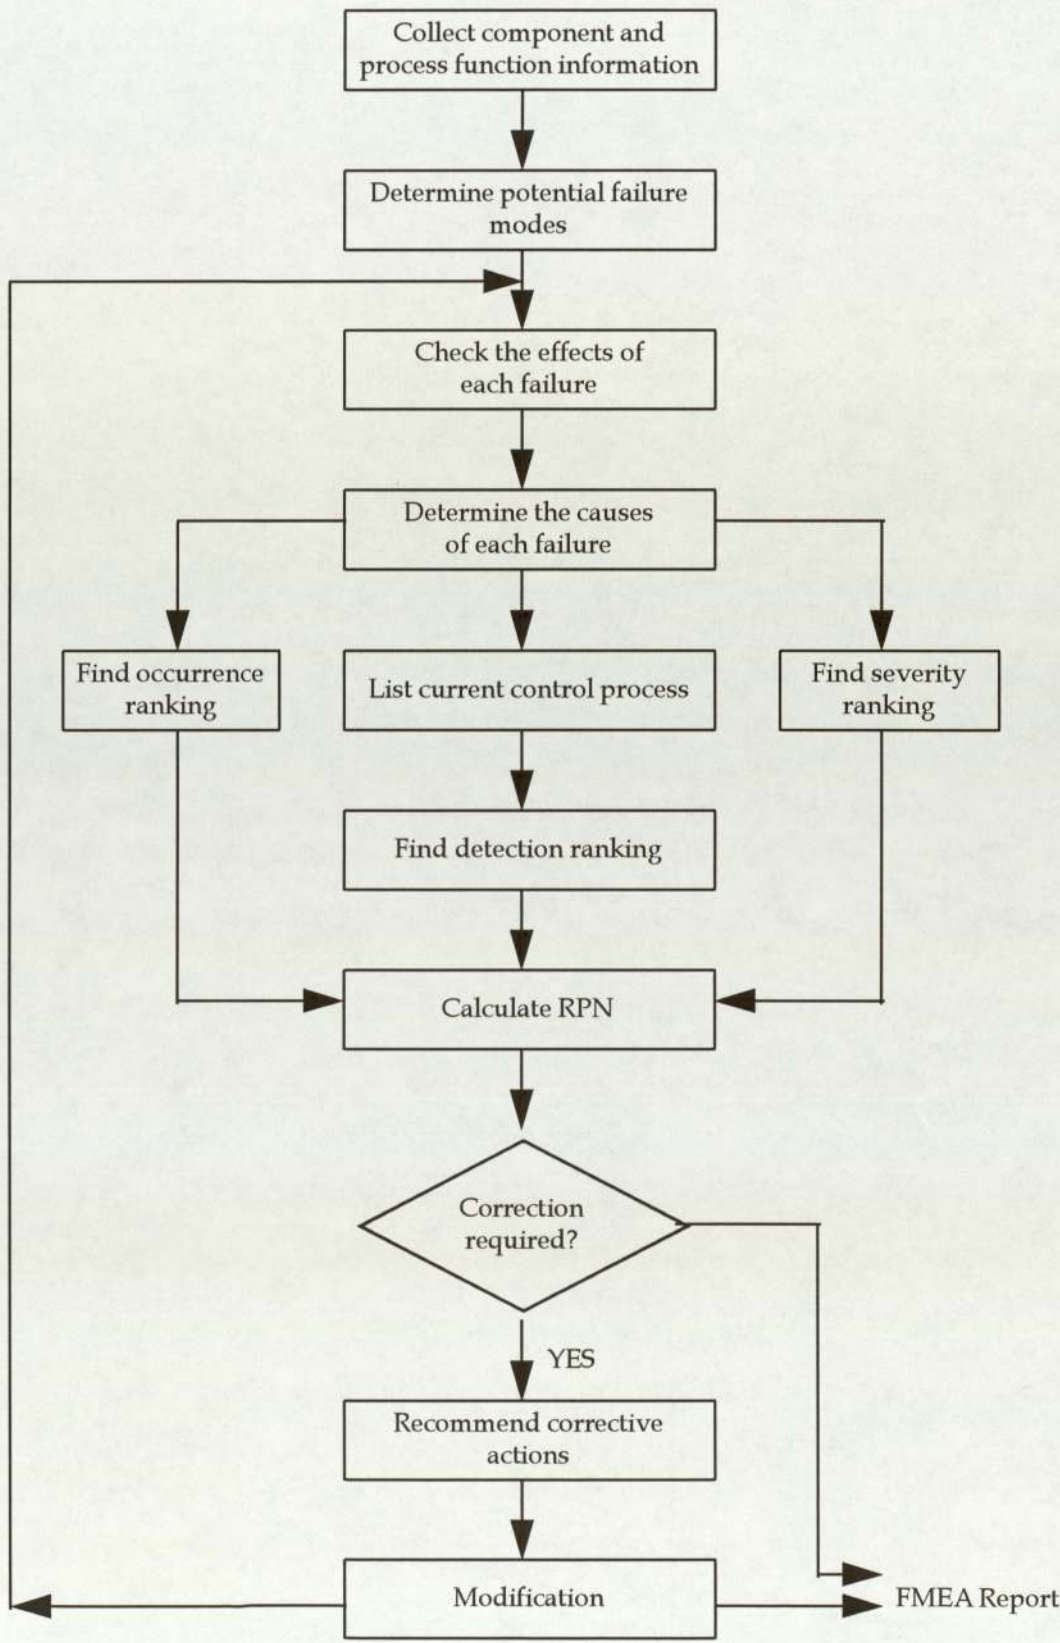 Collect component and
process function information
Determine potential failure
modes
Check the effects of
each failure
Determine the causes
of each failure
Find occurrence
ranking
List current control process
Find severity
ranking
Find detection ranking
Calculate RPN
Correction
required?
YES
Recommend corrective
actions
Modification
FMEA Report